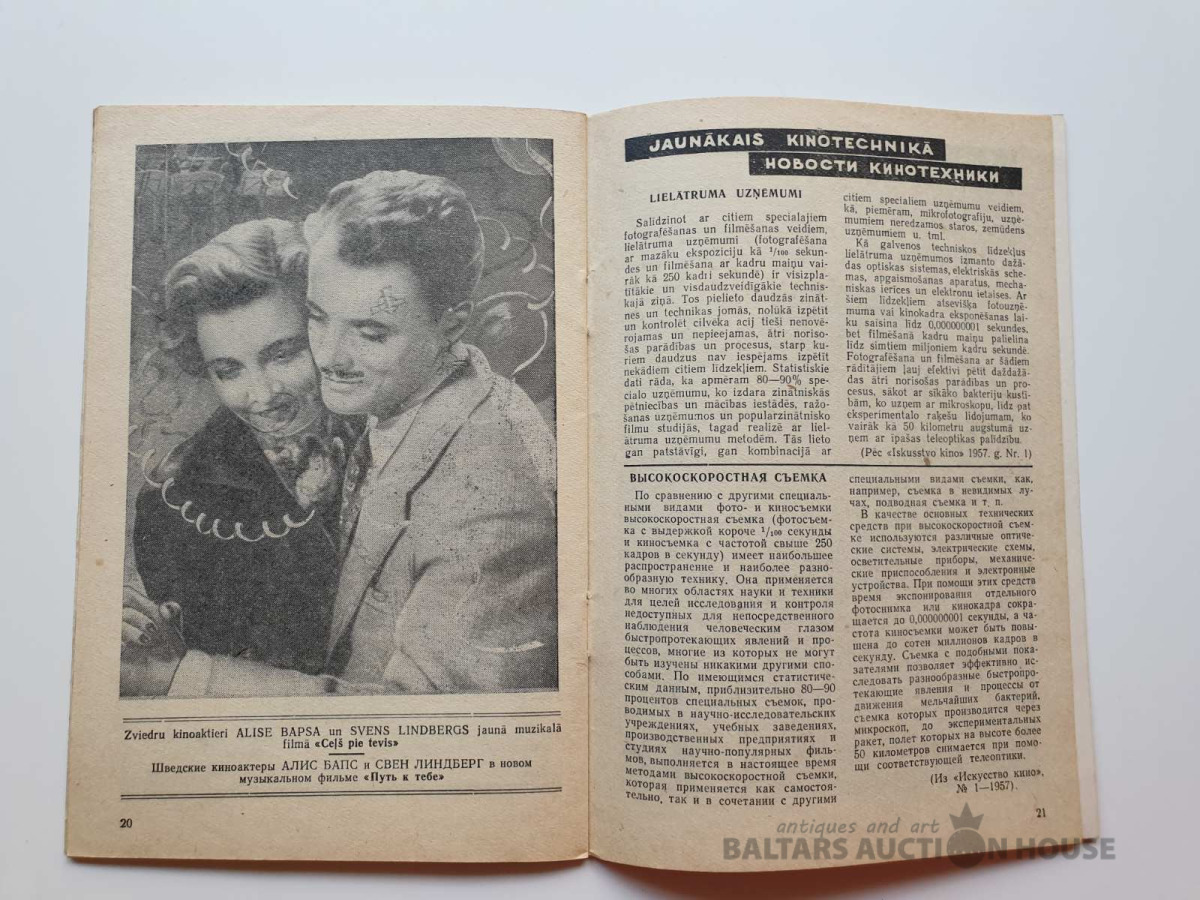 Zviedru kinoaktieri ALISE BAPSA un SVENS LINDBERGS jaunā muzikalā
filmā «Ceļš pie tevis»
Шведские киноактеры АЛИС БАПС и СВЕН ЛИНДБЕРГ в новом
музыкальном фильме «Путь к тебе»
20
JAUNĀKAIS KINOTECHNIKĀ
НОВОСТИ КИНОТЕХНИКИ
LIELĀTRUMA UZŅĒMUMI
Salīdzinot ar citiem specialajiem
fotografēšanas un filmēšanas veidiem,
lielātruma uzņēmumi (fotografēšana
ar mazāku ekspoziciju kā 1/100 sekun-
des un filmēšana ar kadru maiņu vai-
rāk kā 250 kadri sekundē) ir visizpla-
tītākie un visdaudzveidīgākie technis-
kajā ziņā. Tos pielieto daudzās zināt-
nes un technikas jomās, nolūkā izpētit
un kontrolēt cilvēka acij tieši nenovē-
rojamas un nepieejamas, ātri noriso-
šas parādības un procesus, starp ku-
riem daudzus nav iespējams izpētīt
nekādiem citiem līdzekļiem. Statistiskie
dati rāda, ka apmēram 80—90% spe-
cialo uzņēmumu, ko izdara zinātniskās
pētniecības un mācības iestādēs, ražo-
šanas uzņēmumos un popularzinātnisko
filmu studijās, tagad realizē ar liel-
ātruma uzņēmumu metodēm. Tās lieto
gan patstāvīgi, gan kombinacijā ar
citiem specialiem uzņēmumu veidiem,
kā, piemēram, mikrofotografiju, uzņē-
mumiem neredzamos staros, zemūdens
uzņēmumiem u. tml.
Kā galvenos techniskos līdzekļus
lielātruma uzņēmumos izmanto dažā-
das optiskas sistemas, elektriskās sche-
mas, apgaismošanas aparatus, mecha-
niskas ierīces un elektronu ietaises. Ar
šiem līdzekļiem atsevišķa fotouzņē-
muma vai kinokadra eksponēšanas lai-
ku saīsina līdz 0,000000001 sekundes,
bet filmēšanā kadru maiņu palielina
līdz simtiem miljoniem kadru sekundē.
Fotografēšana un filmēšana ar šādiem
rādītājiem ļauj efektivi pētīt daždažā-
das ātri norisošas parādības un pro-
cesus, sākot ar sīkāko bakteriju kustī-
bām, ko uzņem ar mikroskopu, līdz pat
eksperimentalo raķešu lidojumam, ko
vairāk kā 50 kilometru augstumā uz-
ņem ar īpašas teleoptikas palīdzību.
(Pēc «Iskusstvo kino» 1957. g. Nr. 1)
ВЫСОКОСКОРОСТНАЯ СЪЕМКА
По сравнению с другими специаль-
ными видами фото- и киносъемки
высокоскоростная съемка (фотосъем-
ка с выдержкой короче 1/100 секунды
и киносъемка с частотой свыше 250
кадров в секунду) имеет наибольшее
распространение и наиболее разно-
образную технику. Она применяется
во многих областях науки и техники
для целей исследования и контроля
недоступных для непосредственного
наблюдения человеческим глазом
быстропротекающих явлений и про-
цессов, многие из которых не могут
быть изучены никакими другими спо-
собами. По имеющимся статистиче-
ским данным, приблизительно 80—90
процентов специальных съемок, про-
водимых в научно-исследовательских
учреждениях, учебных заведениях,
производственных предприятиях и
студиях научно-популярных филь-
мов, выполняется в настоящее время
методами высокоскоростной съемки,
которая применяется как самостоя-
тельно, так и в сочетании с другими
специальными видами съемки, как,
например, съемка в невидимых лу-
чах, подводная съемка и т. п.
В качестве основных технических
средств при высокоскоростной съем-
ке используются различные оптиче-
ские системы, электрические схемы,
осветительные приборы, механиче-
ские приспособления и электронные
устройства. При помощи этих средств
время экспонирования отдельного
фотоснимка или кинокадра сокра-
щается до 0,000000001 секунды, а ча-
стота киносъемки может быть повы-
шена до сотен миллионов кадров в
секунду. Съемка с подобными пока-
зателями позволяет эффективно ис-
следовать разнообразные быстропро-
текающие явления и процессы от
движения мельчайших бактерий,
съемка которых производится через
микроскоп, до экспериментальных
ракет, полет которых на высоте более
50 километров снимается при помо-
щи соответствующей телеоптики.
(Из «Искусство кино»,
№ 1—1957).
21
antiques and art
BALTARS AUCTION HOUSE